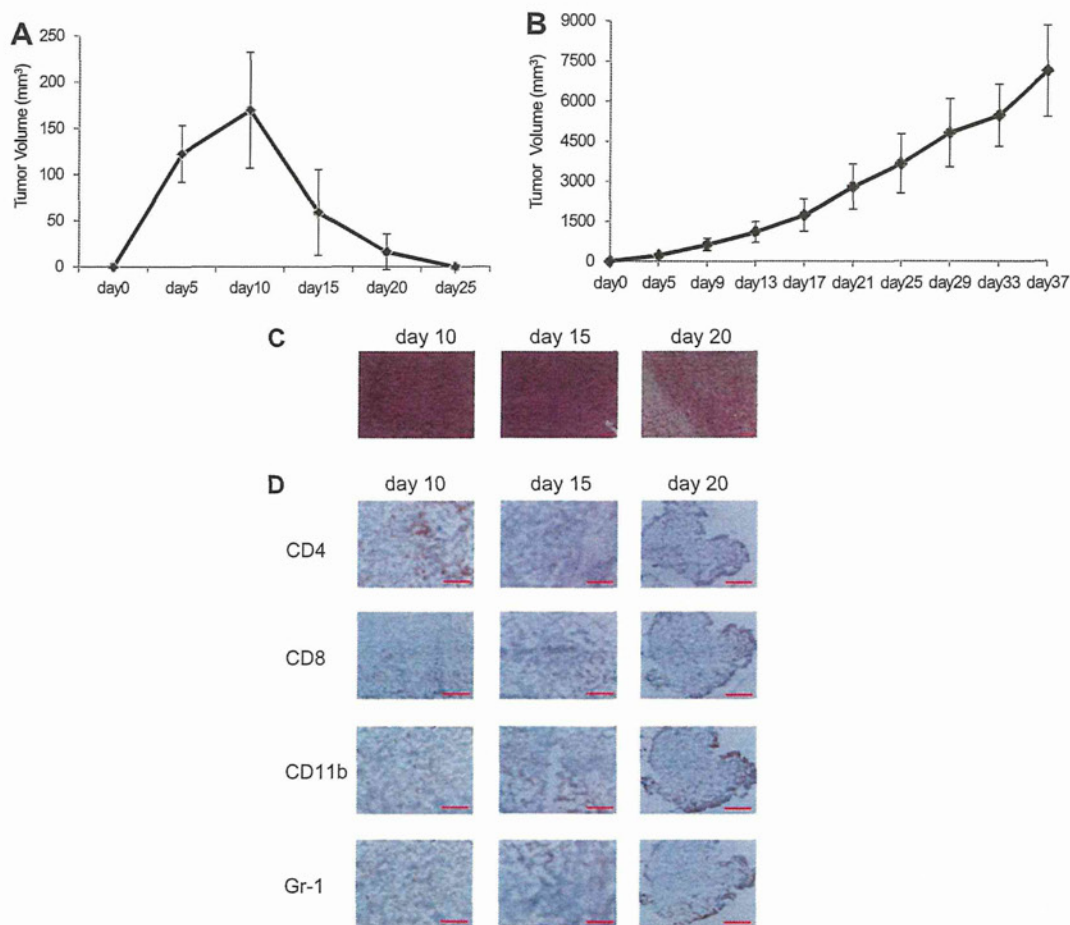 A
B
Tumor Volume (mm³)
250
200
150
100
50
0
day0 day5 day10 day15 day20 day25
Tumor Volume (mm³)
9000
7500
6000
4500
3000
1500
0
day0 day5 day9 day13 day17 day21 day25 day29 day33 day37
C
day 10 day 15 day 20
D
day 10 day 15 day 20
CD4
CD8
CD11b
Gr-1